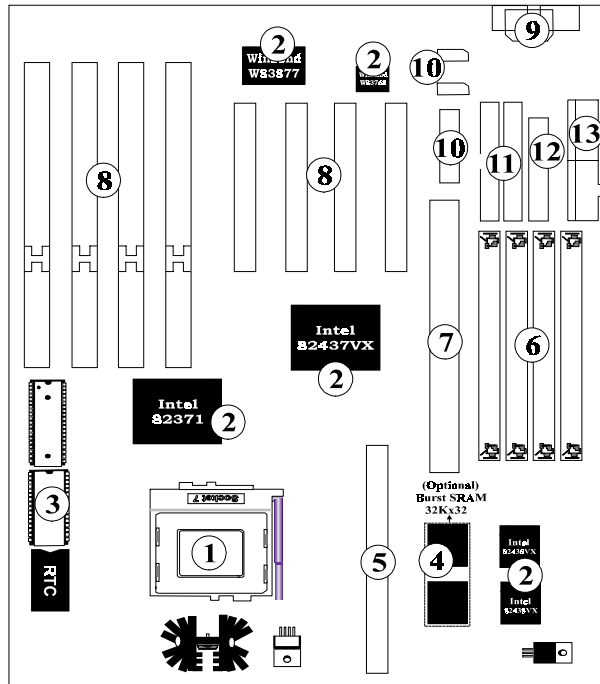 9
2
Winbond
W83877
2
10
10
13
12
11
8
8
7
6
Intel
82437VX
2
Intel
82371
2
(Optional)
Burst SRAM
32Kx32
Socket 7
3
RTC
1
5
4
Intel
82438VX
2
Intel
82438VX